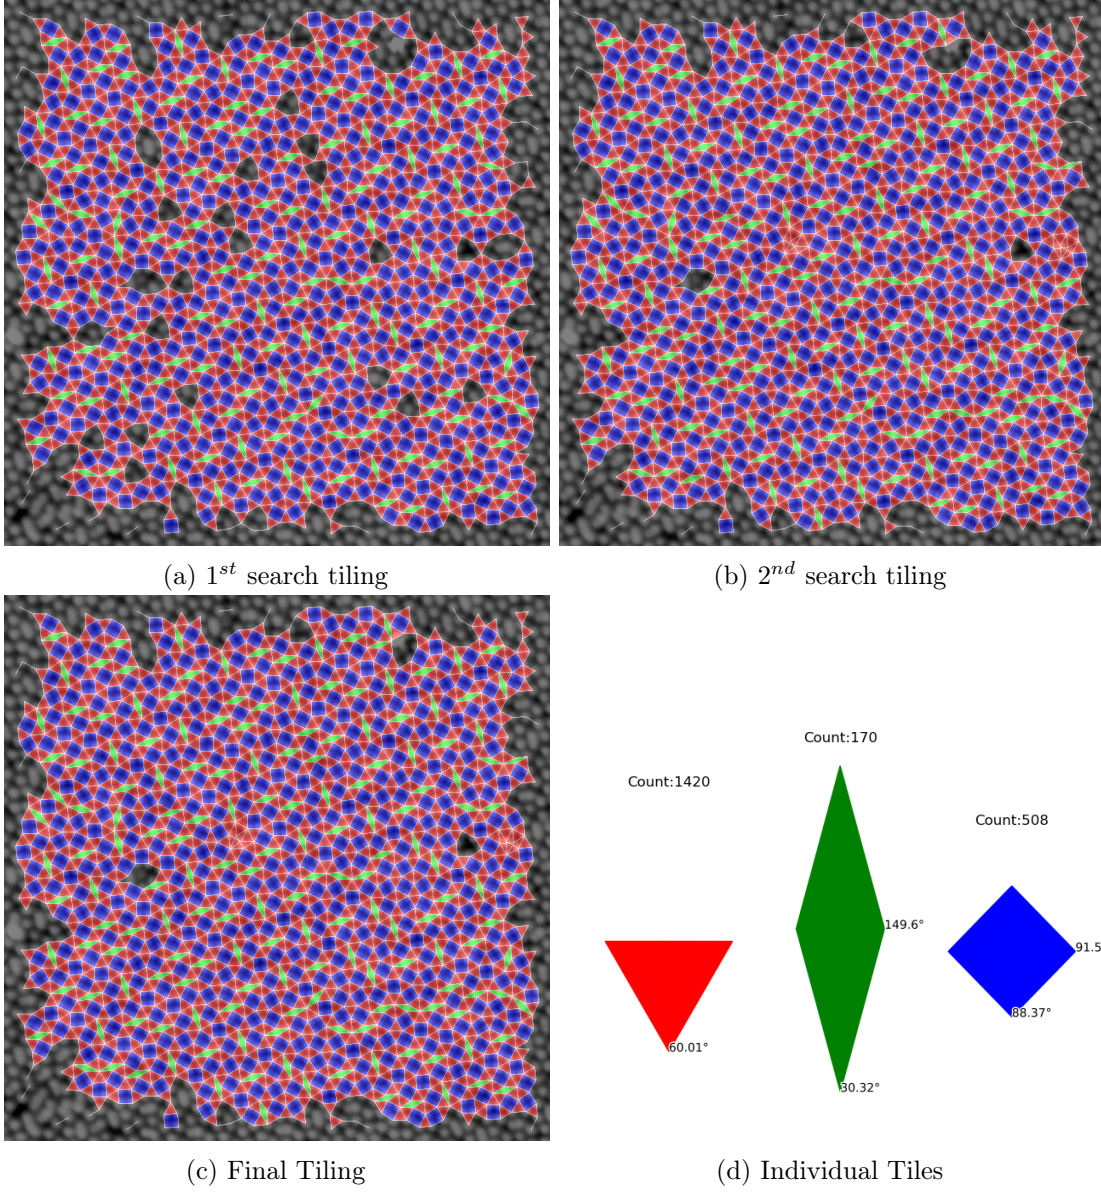 (a) 1st search tiling
(b) 2nd search tiling
Count:170
Count:1420
Count:508
149.6°
91.5
88.37°
60.01°
30.32°
(c) Final Tiling
(d) Individual Tiles